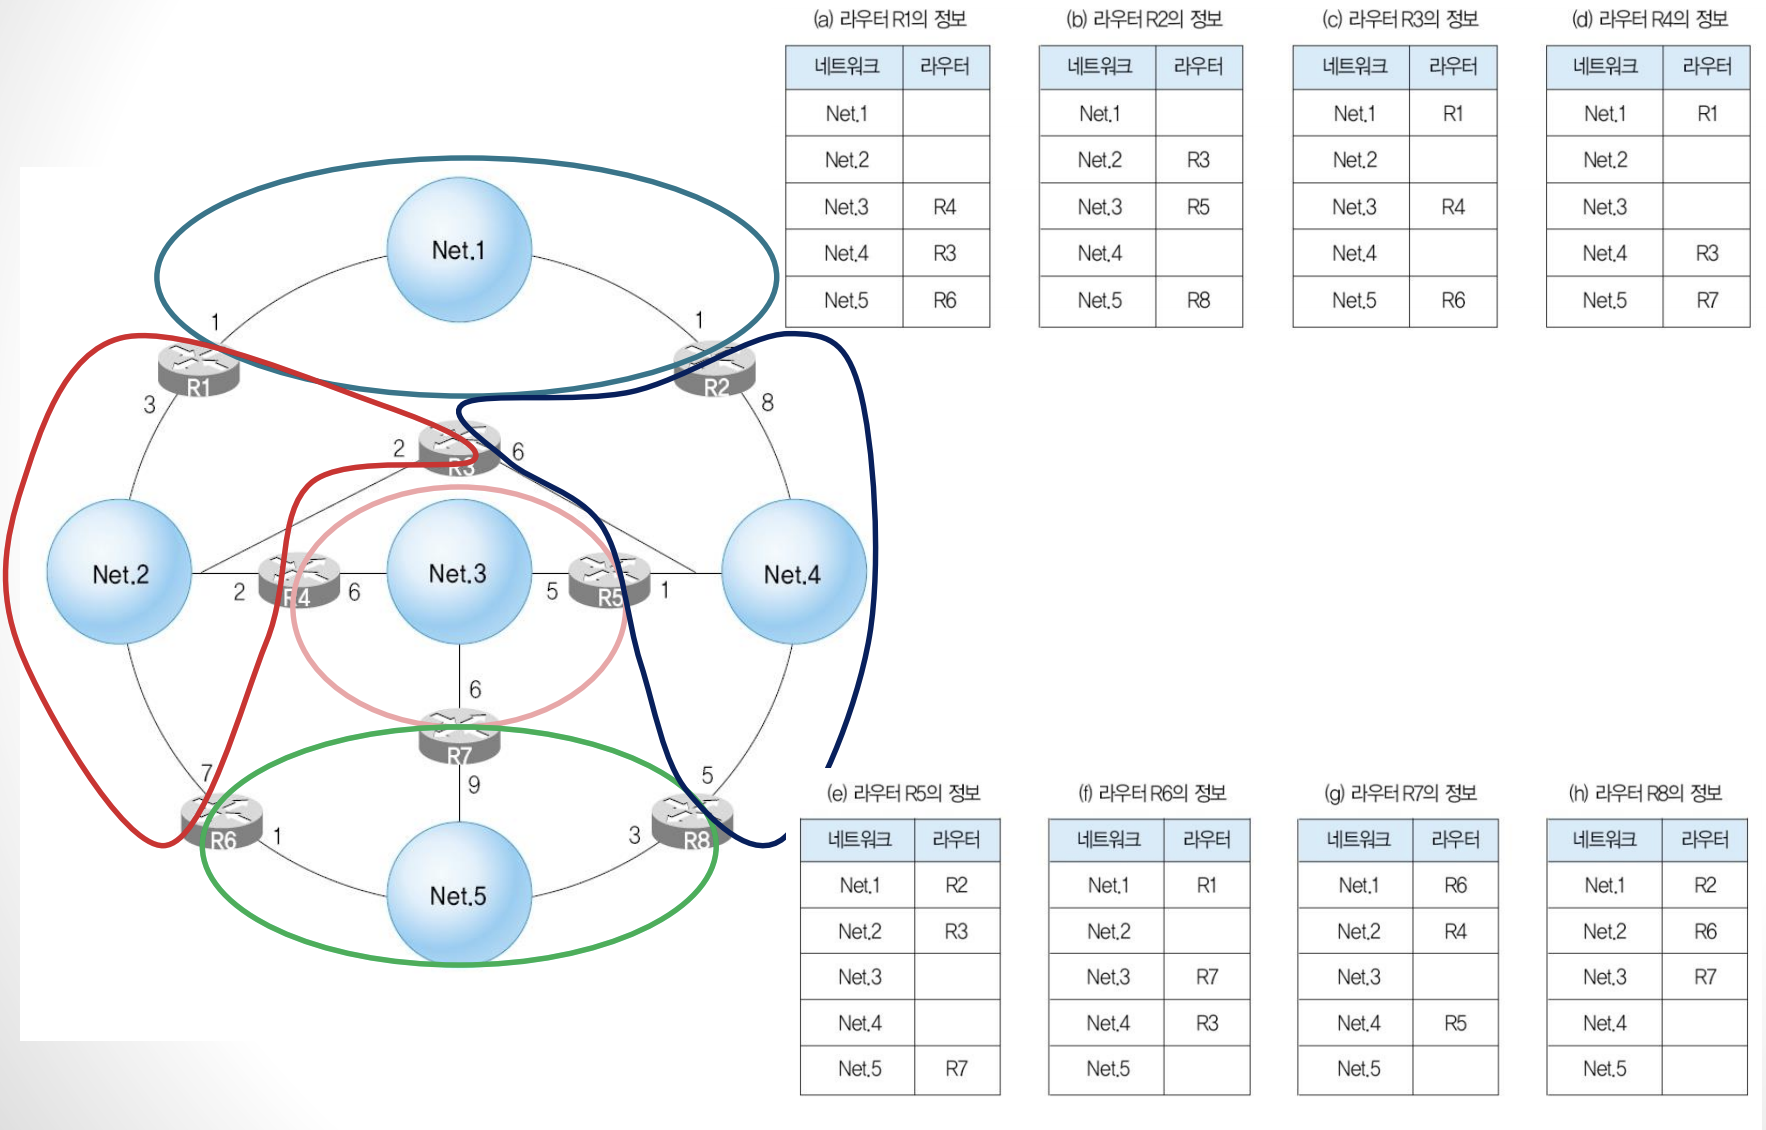 (a) 라우터 R1의 정보
네트워크 라우터
Net.1
Net.2
Net.3 R4
Net.4 R3
Net.5 R6
(b) 라우터 R2의 정보
네트워크 라우터
Net.1
Net.2 R3
Net.3 R5
Net.4
Net.5 R8
(c) 라우터 R3의 정보
네트워크 라우터
Net.1 R1
Net.2
Net.3 R4
Net.4
Net.5 R6
(d) 라우터 R4의 정보
네트워크 라우터
Net.1 R1
Net.2
Net.3
Net.4 R3
Net.5 R7
Net.1
1
1
R1
R2
3
8
2
R3
6
Net.2
2
R4
6
Net.3
5
R5
1
Net.4
6
R7
9
7
R6
1
Net.5
3
R8
5
(e) 라우터 R5의 정보
네트워크 라우터
Net.1 R2
Net.2 R3
Net.3
Net.4
Net.5 R7
(f) 라우터 R6의 정보
네트워크 라우터
Net.1 R1
Net.2
Net.3 R7
Net.4 R3
Net.5
(g) 라우터 R7의 정보
네트워크 라우터
Net.1 R6
Net.2 R4
Net.3
Net.4 R5
Net.5
(h) 라우터 R8의 정보
네트워크 라우터
Net.1 R2
Net.2 R6
Net.3 R7
Net.4
Net.5